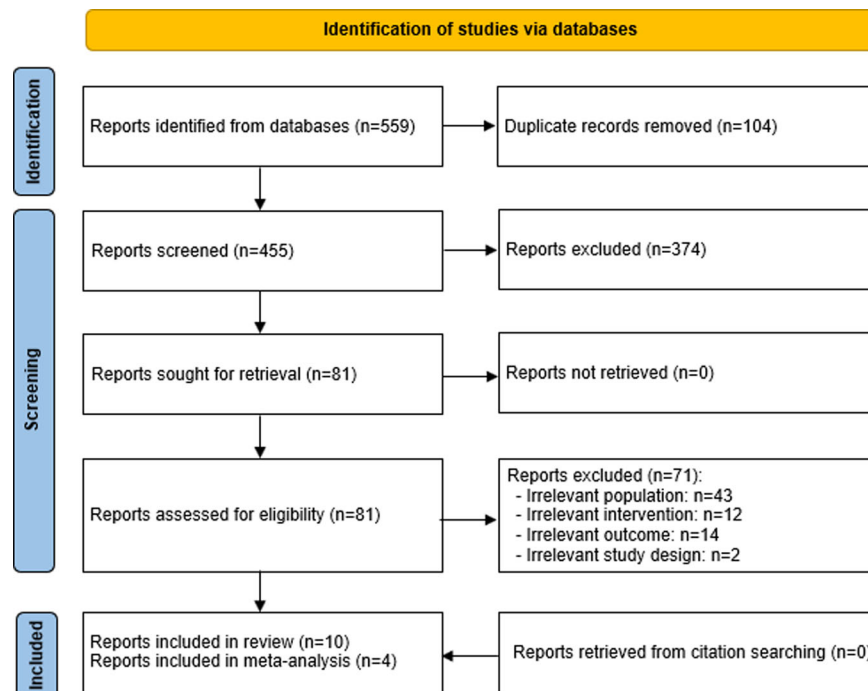 Identification of studies via databases
Identification
Reports identified from databases (n=559)
Duplicate records removed (n=104)
Screening
Reports screened (n=455)
Reports excluded (n=374)
Reports sought for retrieval (n=81)
Reports not retrieved (n=0)
Reports assessed for eligibility (n=81)
Reports excluded (n=71):
- Irrelevant population: n=43
- Irrelevant intervention: n=12
- Irrelevant outcome: n=14
- Irrelevant study design: n=2
Included
Reports included in review (n=10)
Reports included in meta-analysis (n=4)
Reports retrieved from citation searching (n=0)